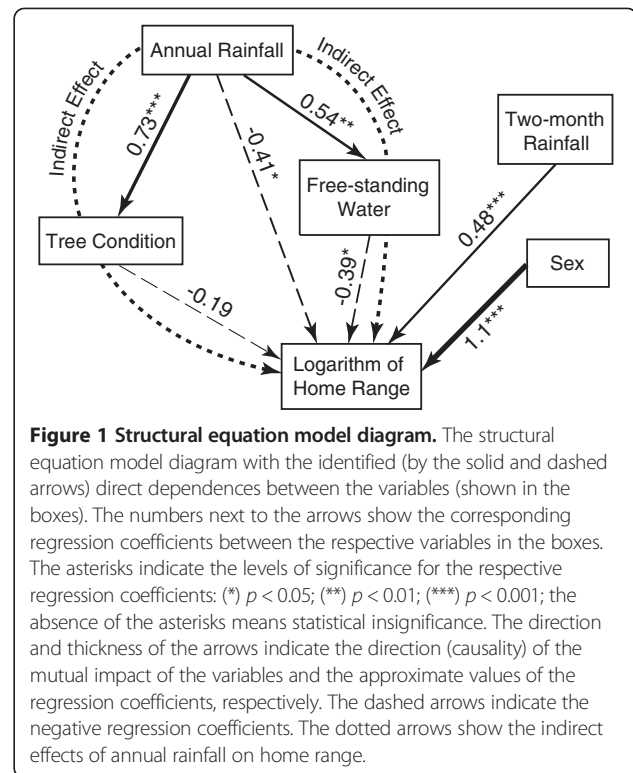 Annual Rainfall
Indirect Effect
Indirect Effect
0.73***
-0.41*
0.54**
Two-month
Rainfall
Free-standing
Water
0.48***
Tree Condition
-0.39*
Sex
-0.19
1.1***
Logarithm of
Home Range
Figure 1 Structural equation model diagram. The structural
equation model diagram with the identified (by the solid and dashed
arrows) direct dependences between the variables (shown in the
boxes). The numbers next to the arrows show the corresponding
regression coefficients between the respective variables in the boxes.
The asterisks indicate the levels of significance for the respective
regression coefficients: (*) p < 0.05; (**) p < 0.01; (***) p < 0.001; the
absence of the asterisks means statistical insignificance. The direction
and thickness of the arrows indicate the direction (causality) of the
mutual impact of the variables and the approximate values of the
regression coefficients, respectively. The dashed arrows indicate the
negative regression coefficients. The dotted arrows show the indirect
effects of annual rainfall on home range.